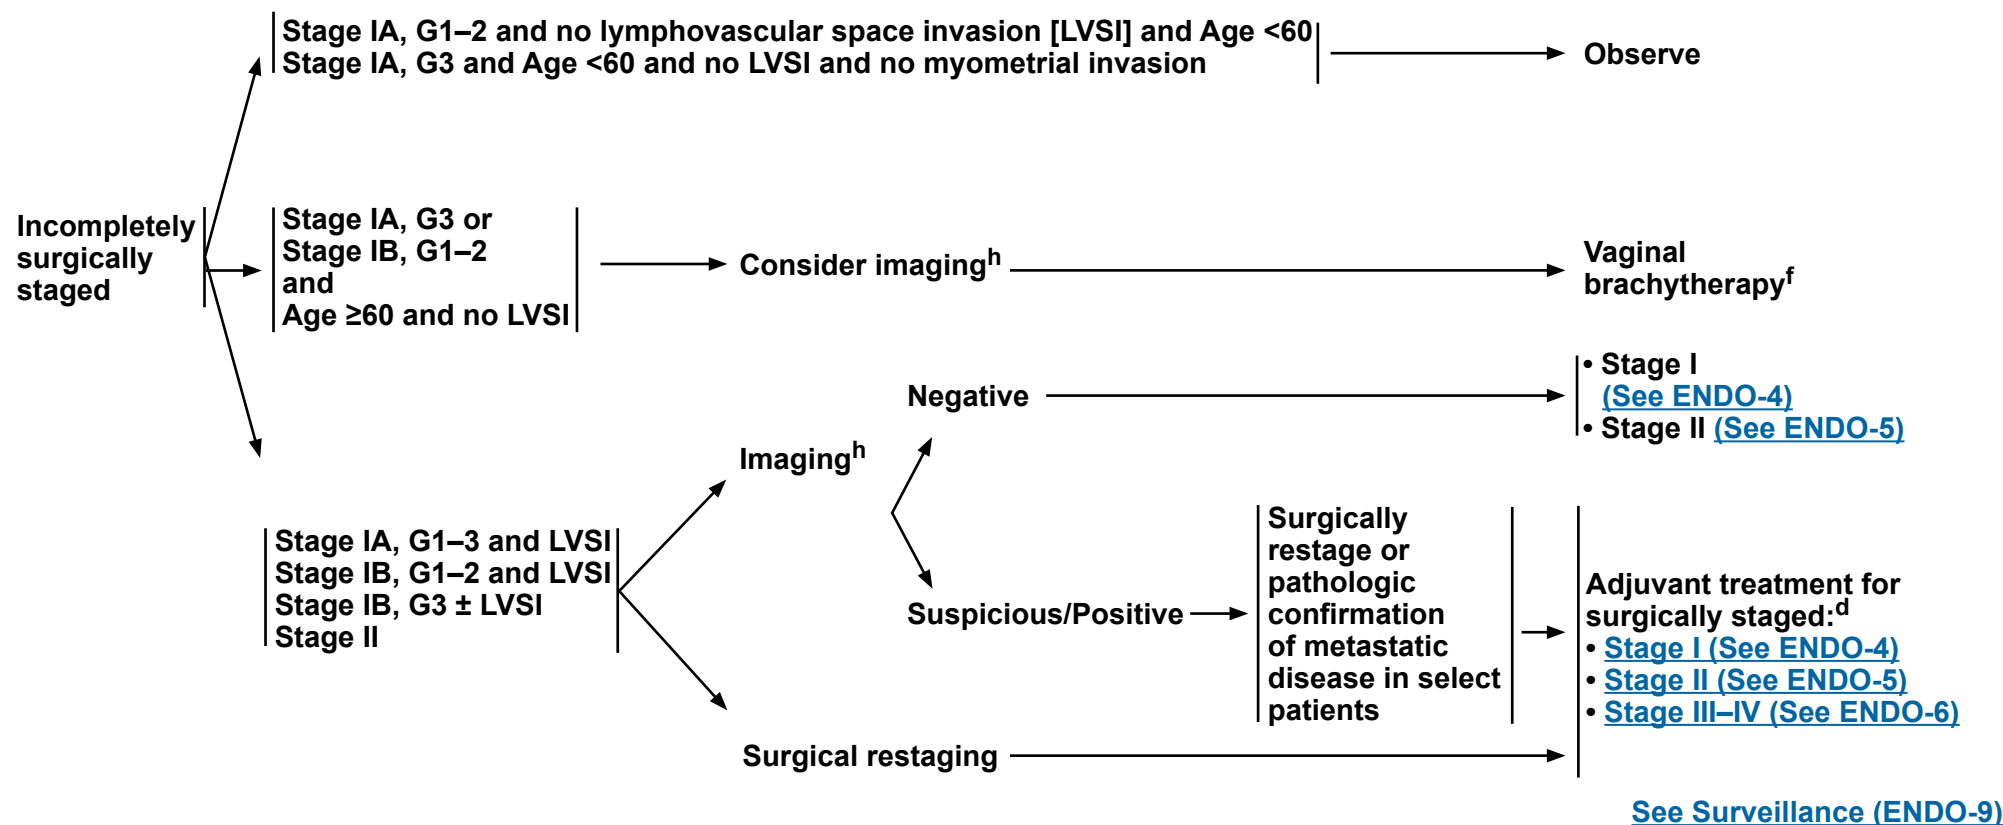 Stage IA, G1–2 and no lymphovascular space invasion [LVSI] and Age <60
Stage IA, G3 and Age <60 and no LVSI and no myometrial invasion
Observe
Incompletely
surgically
staged
Stage IA, G3 or
Stage IB, G1–2
and
Age ≥60 and no LVSI
Consider imagingʰ
Vaginal
brachytherapyᶠ
Stage IA, G1–3 and LVSI
Stage IB, G1–2 and LVSI
Stage IB, G3 ± LVSI
Stage II
Imagingʰ
Negative
• Stage I
(See ENDO-4)
• Stage II (See ENDO-5)
Suspicious/Positive
Surgically
restage or
pathologic
confirmation
of metastatic
disease in select
patients
Surgical restaging
Adjuvant treatment for
surgically staged:ᵈ
• Stage I (See ENDO-4)
• Stage II (See ENDO-5)
• Stage III–IV (See ENDO-6)
See Surveillance (ENDO-9)